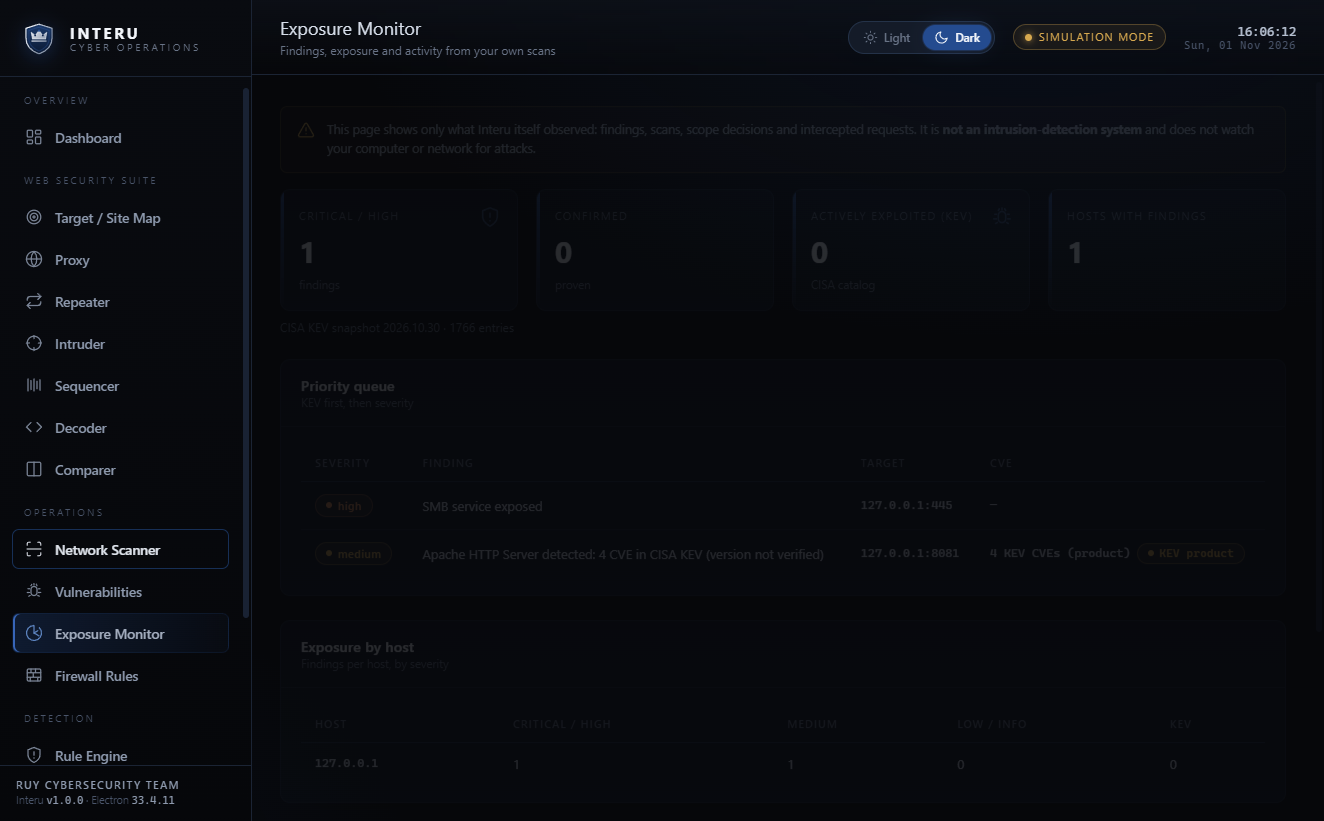 INTERU
CYBER OPERATIONS
OVERVIEW
Dashboard
WEB SECURITY SUITE
Target / Site Map
Proxy
Repeater
Intruder
Sequencer
Decoder
Comparer
OPERATIONS
Network Scanner
Vulnerabilities
Exposure Monitor
Firewall Rules
DETECTION
Rule Engine
RUY CYBERSECURITY TEAM
Interu v1.0.0 · Electron 33.4.11
Exposure Monitor
Findings, exposure and activity from your own scans
Light
Dark
SIMULATION MODE
16:06:12
Sun, 01 Nov 2026
This page shows only what Interu itself observed: findings, scans, scope decisions and intercepted requests. It is not an intrusion-detection system and does not watch
your computer or network for attacks.
CRITICAL / HIGH
1
findings
CONFIRMED
0
proven
ACTIVELY EXPLOITED (KEV)
0
CISA catalog
HOSTS WITH FINDINGS
1
CISA KEV snapshot 2026.10.30 · 1766 entries
Priority queue
KEV first, then severity
SEVERITY FINDING TARGET CVE
high SMB service exposed 127.0.0.1:445 —
medium Apache HTTP Server detected: 4 CVE in CISA KEV (version not verified) 127.0.0.1:8081 4 KEV CVEs (product) KEV product
Exposure by host
Findings per host, by severity
HOST CRITICAL / HIGH MEDIUM LOW / INFO KEV
127.0.0.1 1 1 0 0